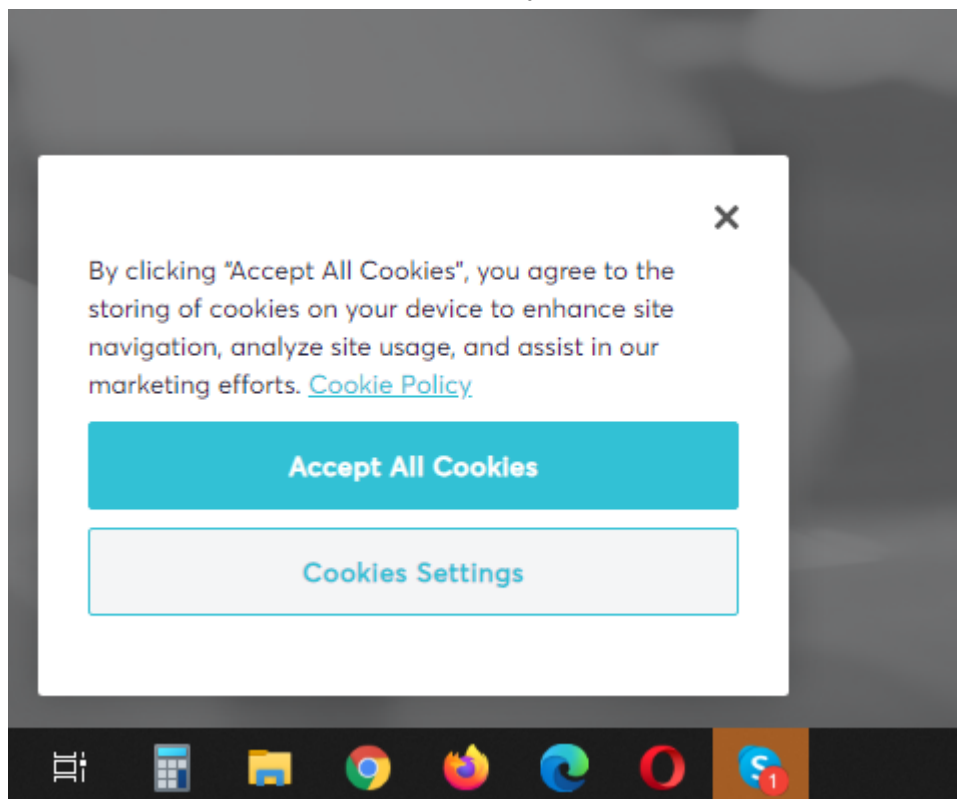 By clicking “Accept All Cookies”, you agree to the
storing of cookies on your device to enhance site
navigation, analyze site usage, and assist in our
marketing efforts. Cookie Policy
Accept All Cookies
Cookies Settings
S
1